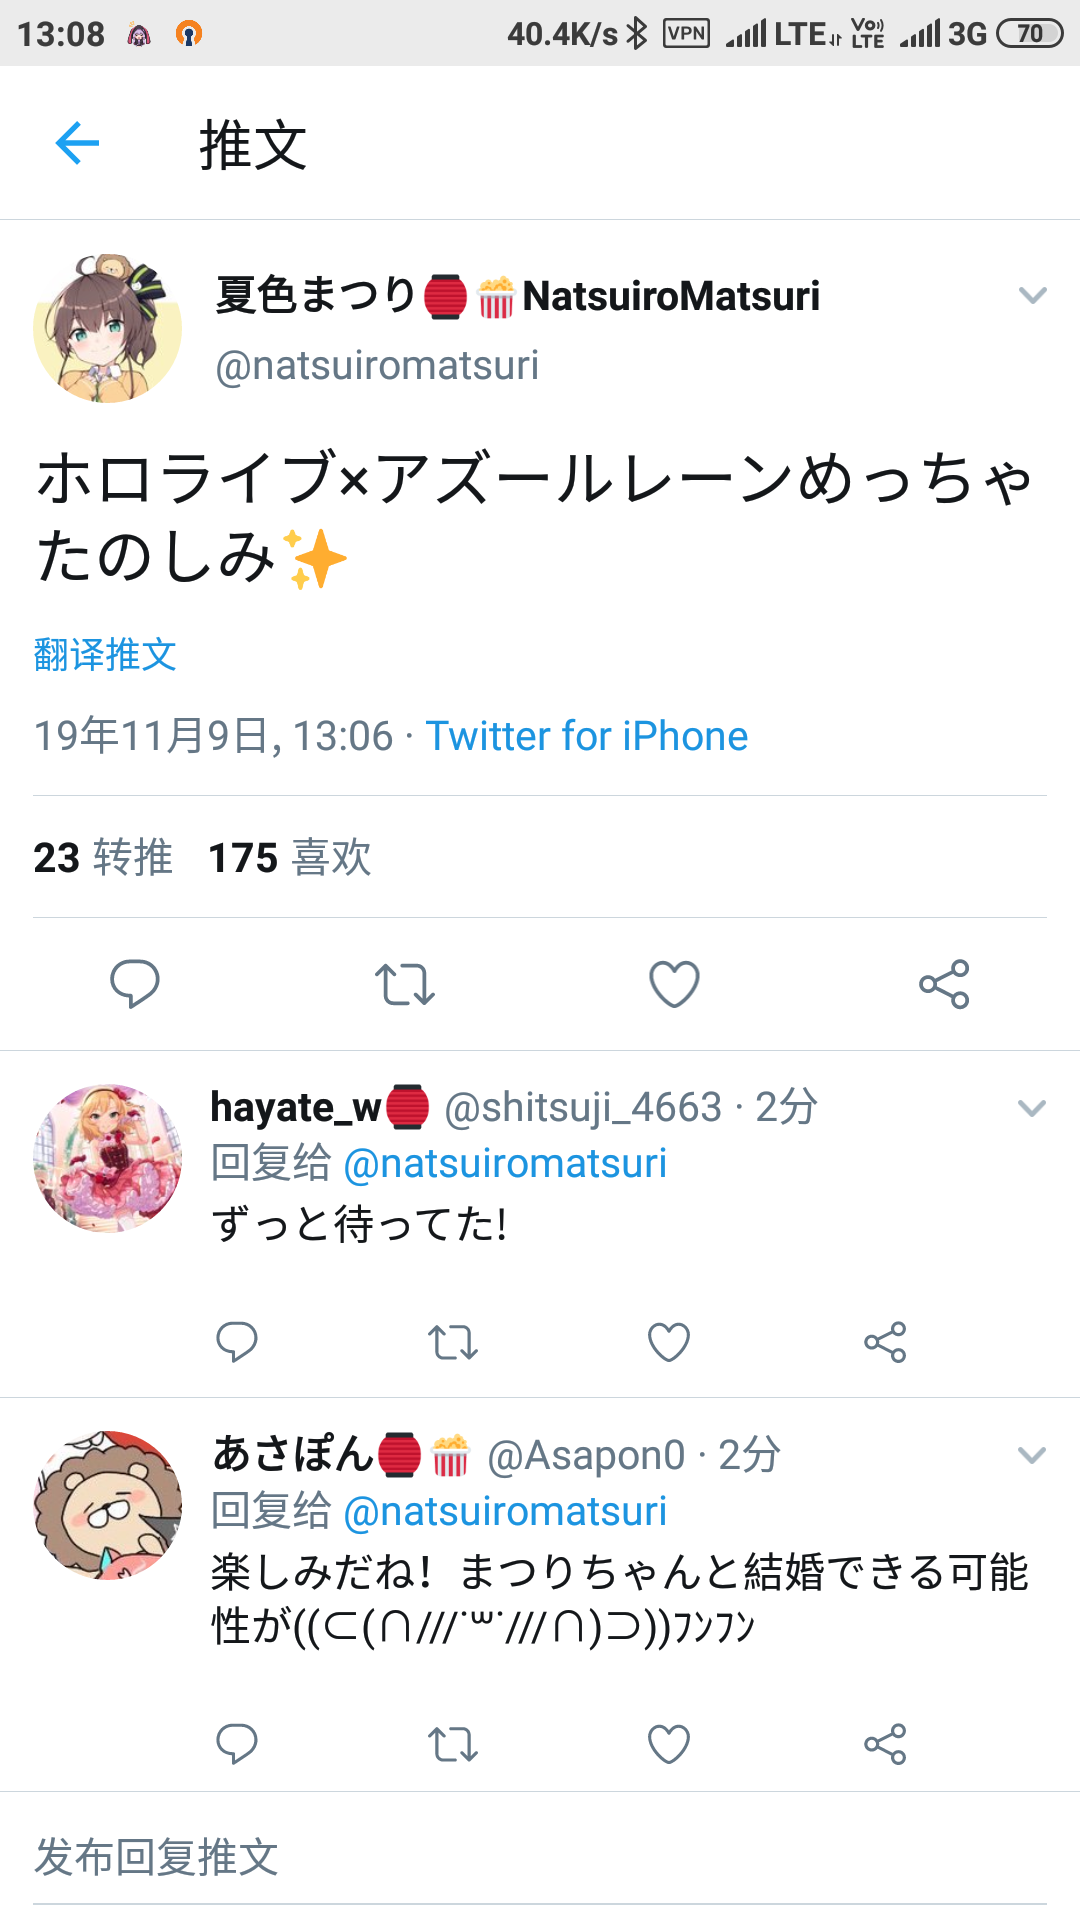 13:08 40.4K/s VPN LTE Vo)) LTE 3G 70
推文
夏色まつり🏮🍿NatsuiroMatsuri
@natsuiromatsuri
ホロライブ×アズールレーンめっちゃ
たのしみ✨
翻译推文
19年11月9日, 13:06 · Twitter for iPhone
23 转推 175 喜欢
hayate_w🏮 @shitsuji_4663 · 2分
回复给 @natsuiromatsuri
ずっと待ってた!
あさぽん🏮🍿 @Asapon0 · 2分
回复给 @natsuiromatsuri
楽しみだね！まつりちゃんと結婚できる可能
性が((⊂(∩///˙꒳˙///∩)⊃))ﾌﾝﾌﾝ
发布回复推文